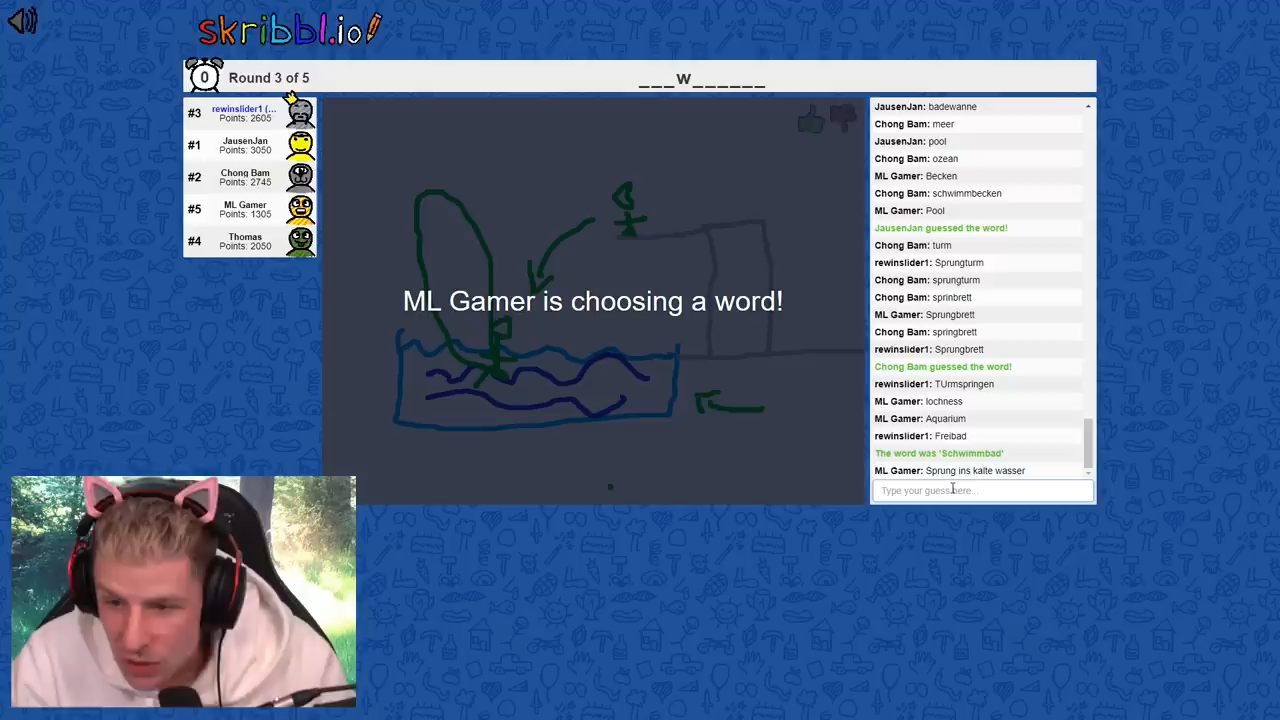 skribbl.io
0
Round 3 of 5
___w______
#3
rewinslider1 (...
Points: 2605
#1
JausenJan
Points: 3050
#2
Chong Bam
Points: 2745
#5
ML Gamer
Points: 1305
#4
Thomas
Points: 2050
ML Gamer is choosing a word!
JausenJan: badewanne
Chong Bam: meer
JausenJan: pool
Chong Bam: ozean
ML Gamer: Becken
Chong Bam: schwimmbecken
ML Gamer: Pool
JausenJan guessed the word!
Chong Bam: turm
rewinslider1: Sprungturm
Chong Bam: sprungturm
Chong Bam: sprinbrett
ML Gamer: Sprungbrett
Chong Bam: springbrett
rewinslider1: Sprungbrett
Chong Bam guessed the word!
rewinslider1: TUrmspringen
ML Gamer: lochness
ML Gamer: Aquarium
rewinslider1: Freibad
The word was 'Schwimmbad'
ML Gamer: Sprung ins kalte wasser
Type your guess here...